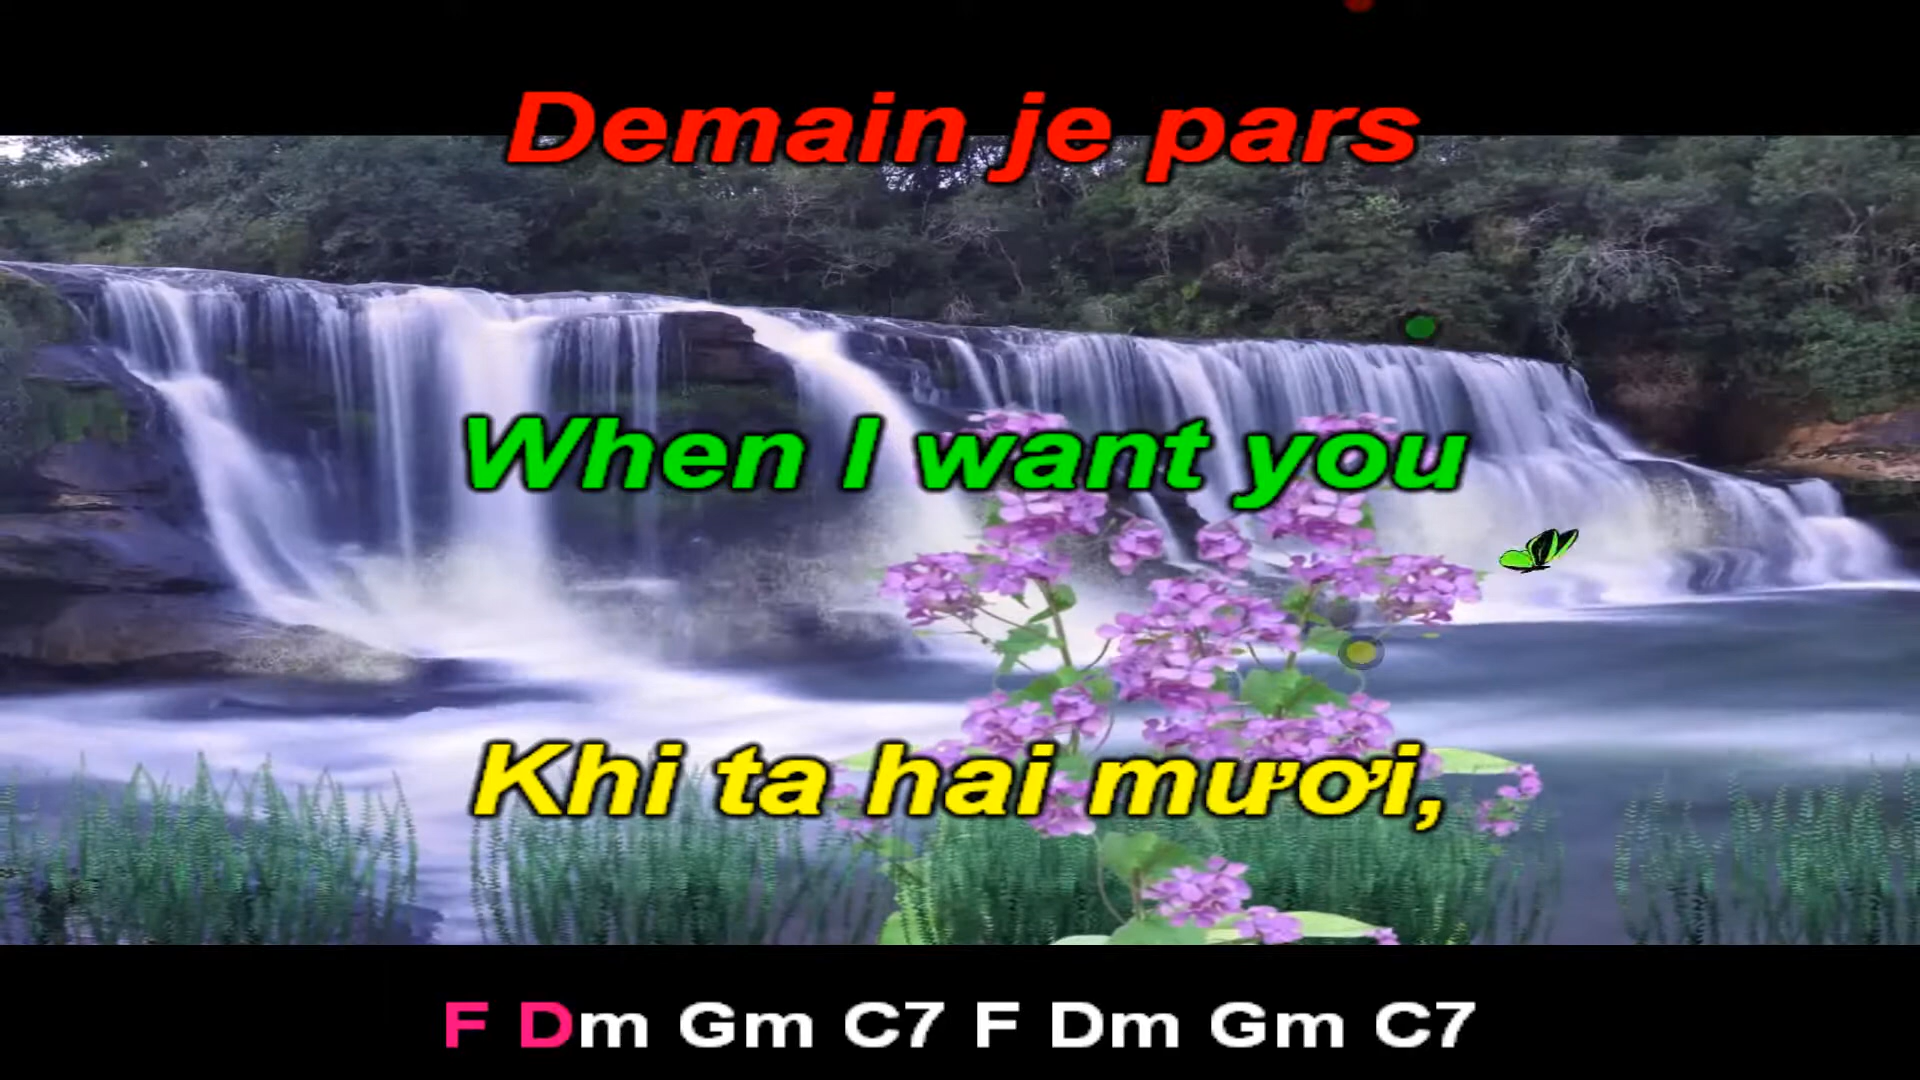 Demain je pars
When I want you
Khi ta hai mươi,
F Dm Gm C7 F Dm Gm C7